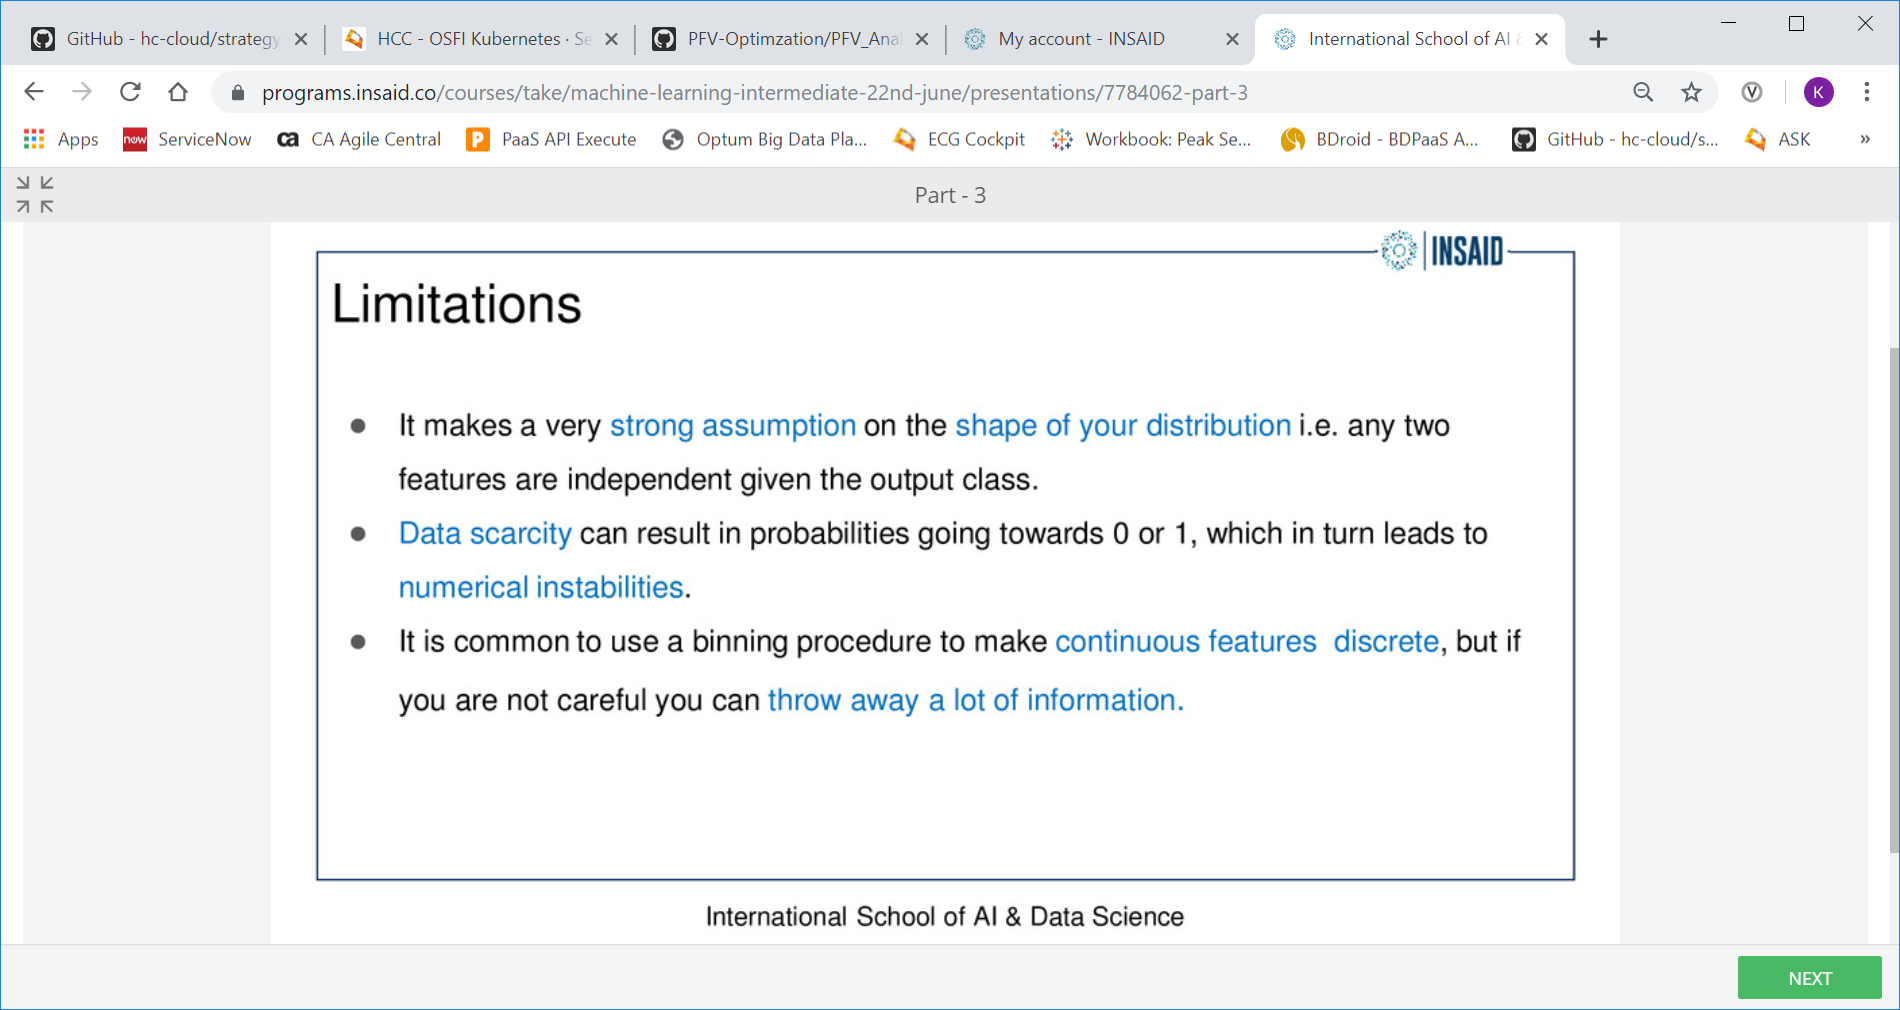 GitHub - hc-cloud/strategy
HCC - OSFI Kubernetes · Se
PFV-Optimzation/PFV_Anal
My account - INSAID
International School of AI &
programs.insaid.co/courses/take/machine-learning-intermediate-22nd-june/presentations/7784062-part-3
K
Apps
now ServiceNow
ca CA Agile Central
P PaaS API Execute
Optum Big Data Pla...
ECG Cockpit
Workbook: Peak Se...
BDroid - BDPaaS A...
GitHub - hc-cloud/s...
ASK
»
Part - 3
INSAID
Limitations
It makes a very strong assumption on the shape of your distribution i.e. any two
features are independent given the output class.
Data scarcity can result in probabilities going towards 0 or 1, which in turn leads to
numerical instabilities.
It is common to use a binning procedure to make continuous features discrete, but if
you are not careful you can throw away a lot of information.
International School of AI & Data Science
NEXT